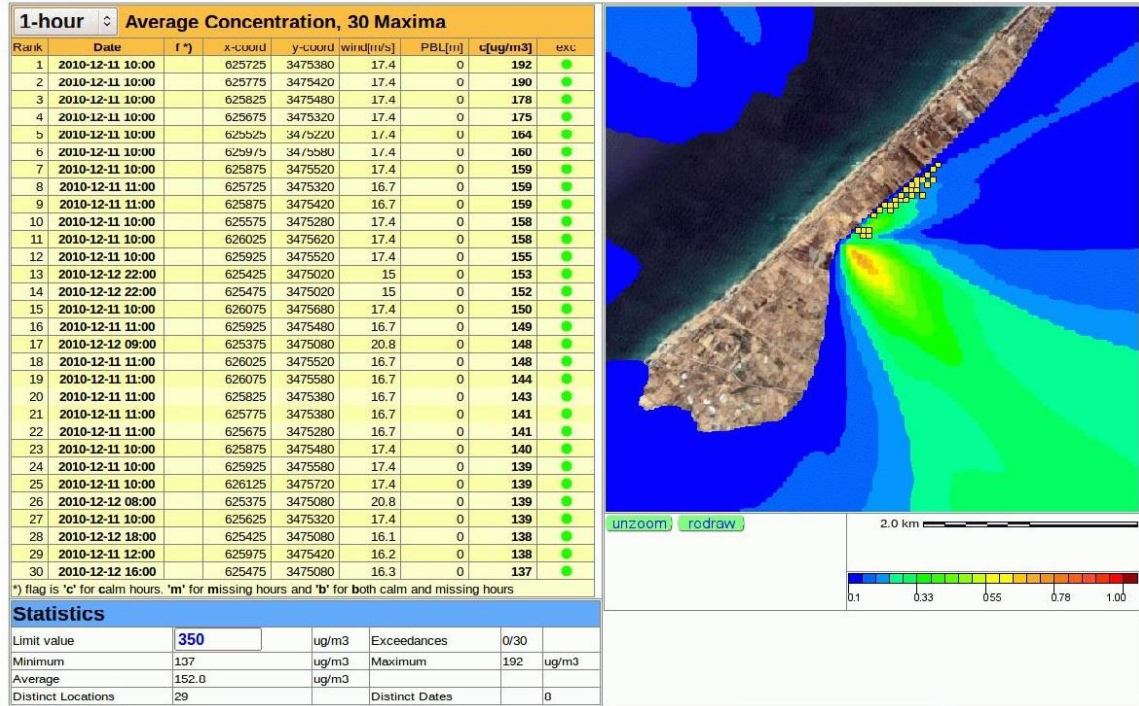 1-hour Average Concentration, 30 Maxima
Rank Date f *) x-coord y-coord wind[m/s] PBL[m] c[ug/m3] exc
1 2010-12-11 10:00 625725 3475380 17.4 0 192
2 2010-12-11 10:00 625775 3475380 17.4 0 190
3 2010-12-11 10:00 625825 3475480 17.4 0 178
4 2010-12-11 10:00 625675 3475320 17.4 0 175
5 2010-12-11 10:00 625525 3475220 17.4 0 164
6 2010-12-11 10:00 625975 3475580 17.4 0 160
7 2010-12-11 10:00 625875 3475520 17.4 0 159
8 2010-12-11 11:00 625725 3475320 16.7 0 159
9 2010-12-11 11:00 625875 3475420 16.7 0 159
10 2010-12-11 10:00 625575 3475280 17.4 0 158
11 2010-12-11 10:00 626025 3475620 17.4 0 158
12 2010-12-11 10:00 625925 3475520 17.4 0 155
13 2010-12-12 22:00 625425 3475020 15 0 153
14 2010-12-12 22:00 625475 3475020 15 0 152
15 2010-12-11 10:00 626075 3475680 17.4 0 150
16 2010-12-11 11:00 625925 3475480 16.7 0 149
17 2010-12-12 09:00 625375 3475080 20.8 0 148
18 2010-12-11 11:00 626025 3475520 16.7 0 148
19 2010-12-11 11:00 626075 3475580 16.7 0 144
20 2010-12-11 11:00 625825 3475380 16.7 0 143
21 2010-12-11 11:00 625775 3475380 16.7 0 141
22 2010-12-11 11:00 625675 3475280 16.7 0 141
23 2010-12-11 10:00 625875 3475480 17.4 0 140
24 2010-12-11 10:00 625925 3475580 17.4 0 139
25 2010-12-11 10:00 626125 3475720 17.4 0 139
26 2010-12-12 08:00 625375 3475080 20.8 0 139
27 2010-12-11 10:00 625625 3475320 17.4 0 139
28 2010-12-12 18:00 625425 3475080 16.1 0 138
29 2010-12-11 12:00 625975 3475420 16.2 0 138
30 2010-12-12 16:00 625475 3475080 16.3 0 137
*) flag is 'c' for calm hours. 'm' for missing hours and 'b' for both calm and missing hours
Statistics
Limit value 350 ug/m3 Exceedances 0/30
Minimum 137 ug/m3 Maximum 192 ug/m3
Average 152.8 ug/m3
Distinct Locations 29 Distinct Dates 8
unzoom redraw 2.0 km
0.1 0.33 055 0.78 1.00